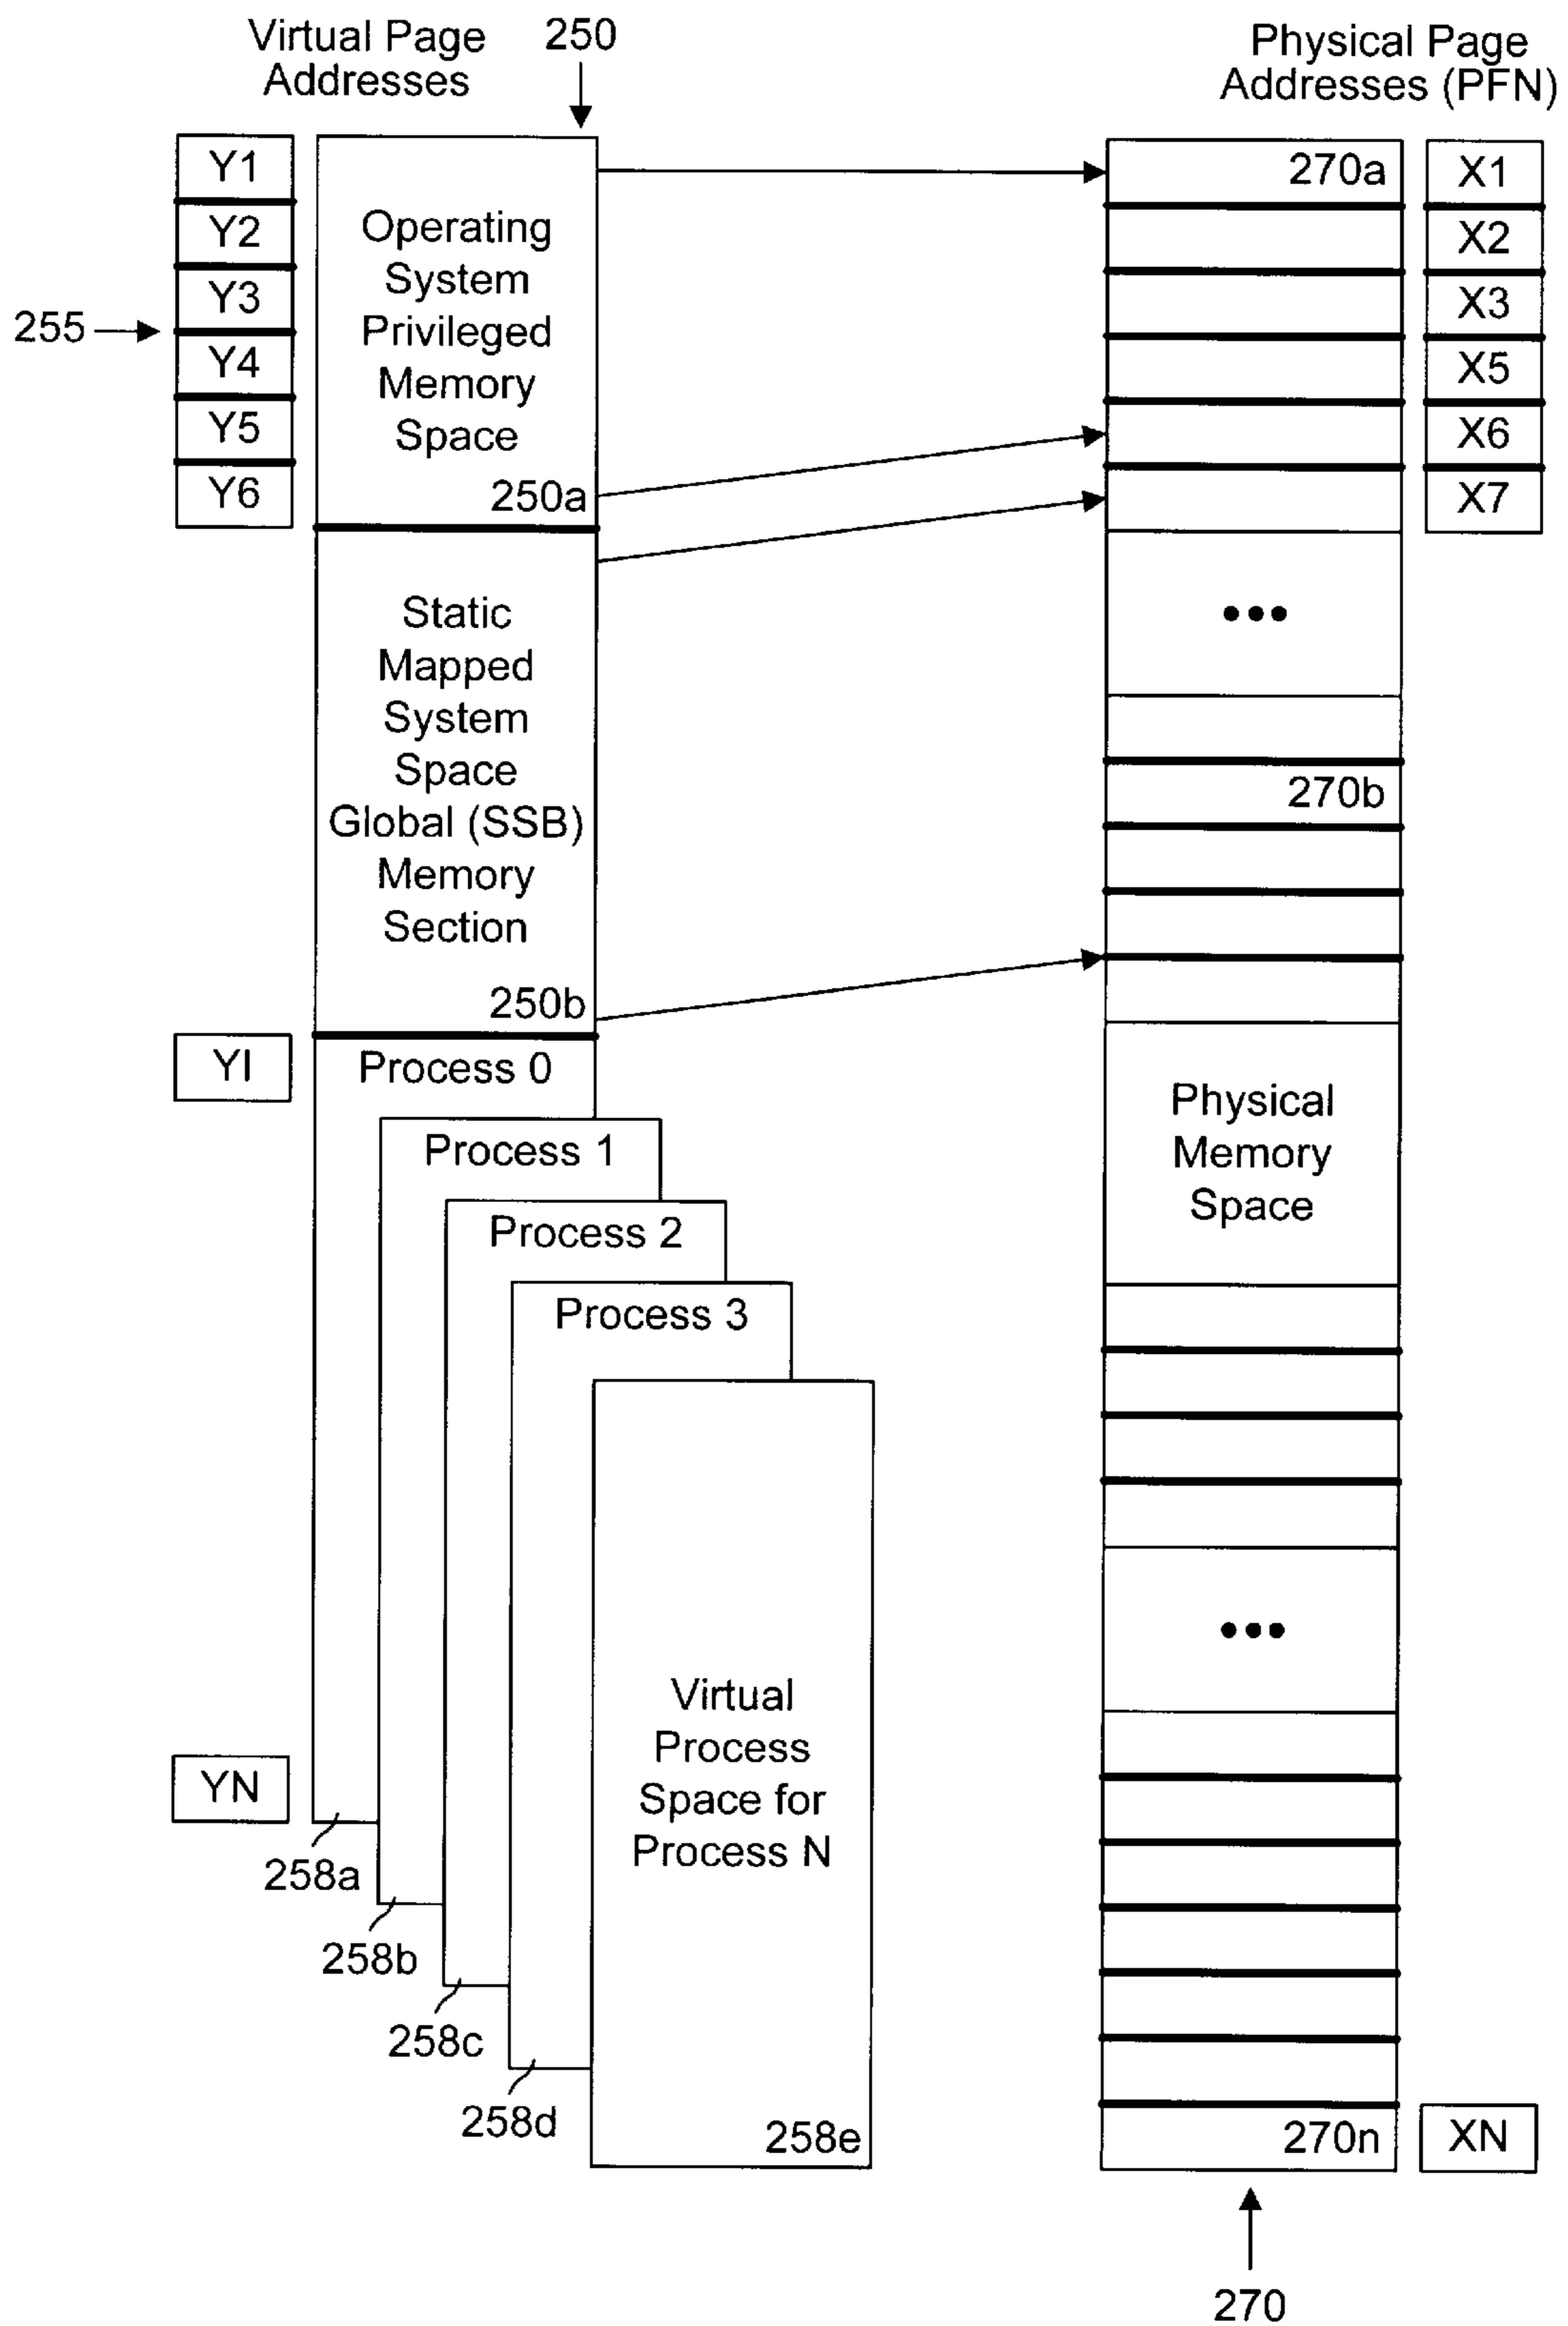 Virtual Page
Addresses
250
Physical Page
Addresses (PFN)
Y1
Y2
Y3
Y4
Y5
Y6
255
Operating
System
Privileged
Memory
Space
250a
Static
Mapped
System
Space
Global (SSB)
Memory
Section
250b
YI
Process 0
Process 1
Process 2
Process 3
Virtual
Process
Space for
Process N
YN
258a
258b
258c
258d
258e
270a
X1
X2
X3
X5
X6
X7
•••
270b
Physical
Memory
Space
•••
270n
XN
270